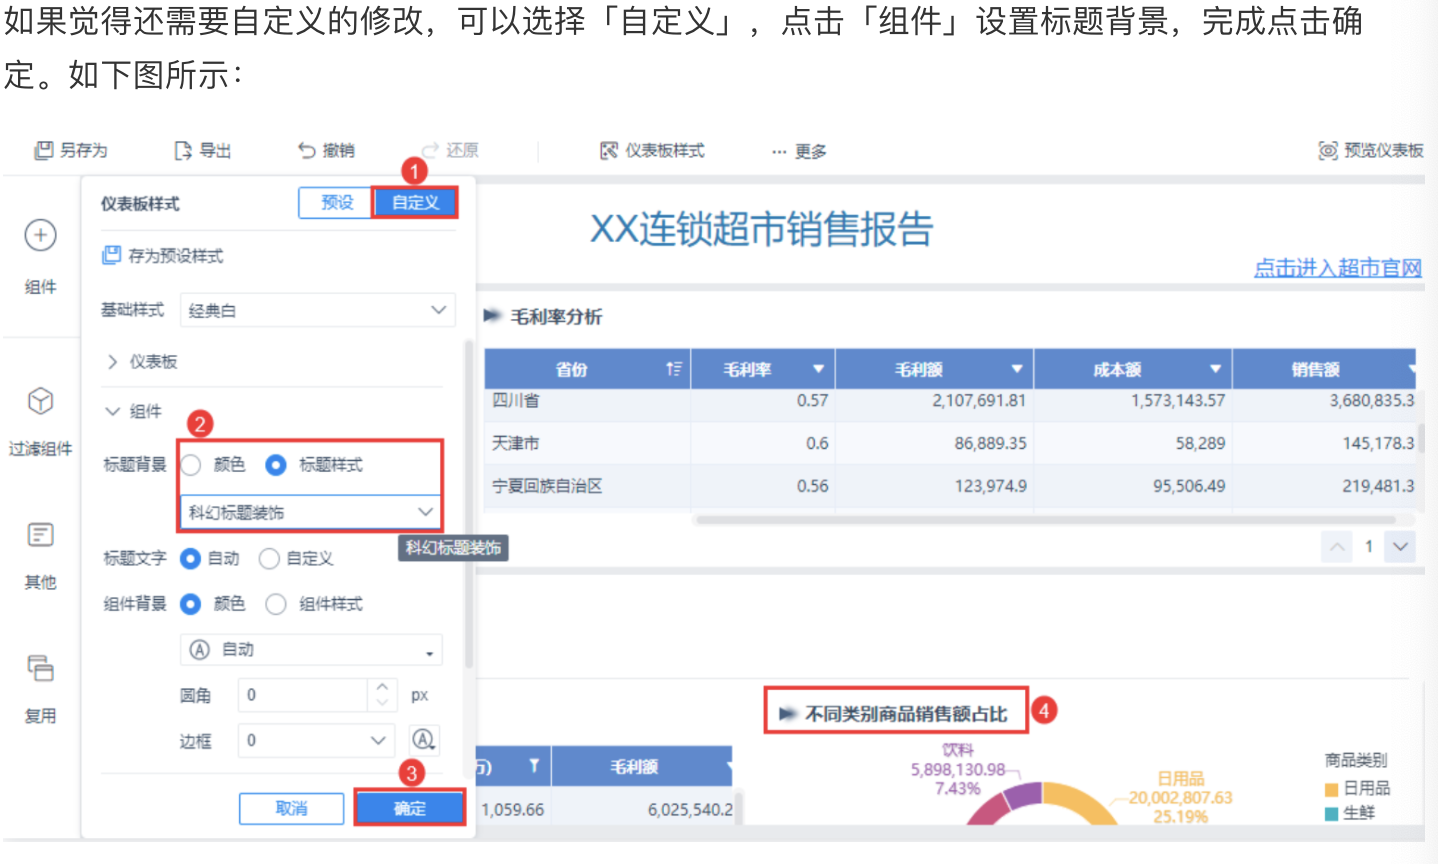 如果觉得还需要自定义的修改，可以选择「自定义」，点击「组件」设置标题背景，完成点击确
定。如下图所示：
另存为 导出 撤销 还原 仪表板样式 ··· 更多 预览仪表板
1
仪表板样式 预设 自定义
XX连锁超市销售报告
点击进入超市官网
组件
存为预设样式
基础样式 经典白
毛利率分析
仪表板
省份 毛利率 毛利额 成本额 销售额
四川省 0.57 2,107,691.81 1,573,143.57 3,680,835.3
天津市 0.6 86,889.35 58,289 145,178.3
宁夏回族自治区 0.56 123,974.9 95,506.49 219,481.3
1
组件
2
过滤组件
标题背景 颜色 标题样式
科幻标题装饰
科幻标题装饰
标题文字 自动 自定义
其他
组件背景 颜色 组件样式
A 自动
圆角 0 px
复用
边框 0 A
3
取消 确定
不同类别商品销售额占比 4
万) 毛利额
1,059.66 6,025,540.2
饮料
5,898,130.98
7.43%
日用品
20,002,807.63
25.19%
商品类别
日用品
生鲜